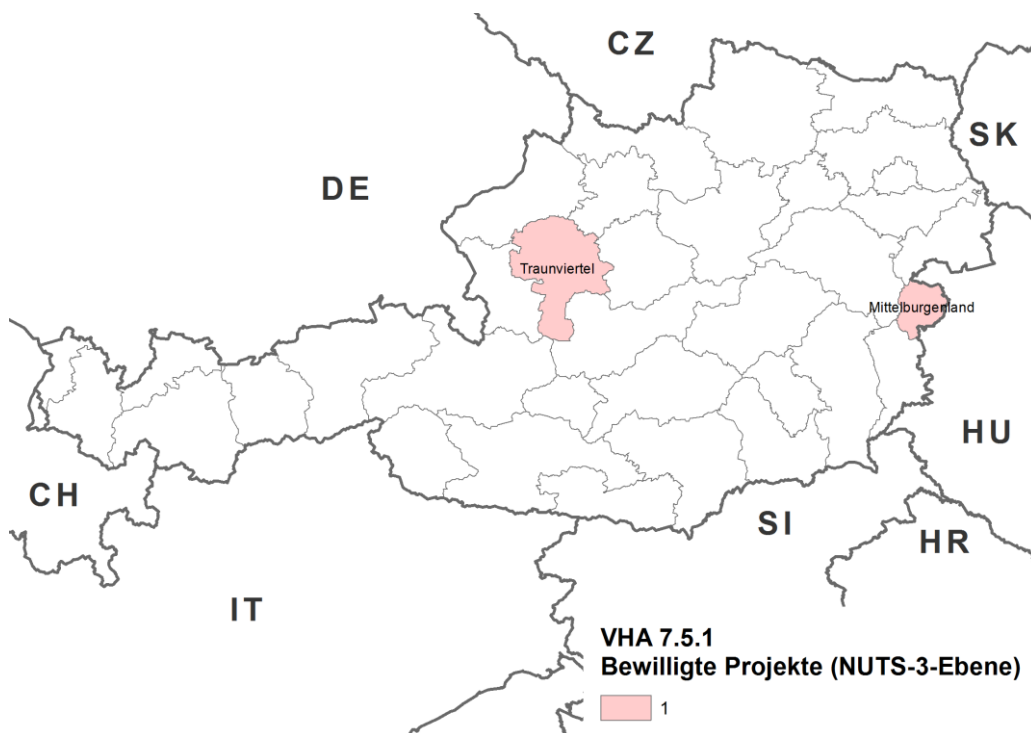 CZ
SK
DE
Traunviertel
Mittelburgenland
HU
CH
SI
HR
IT
VHA 7.5.1
Bewilligte Projekte (NUTS-3-Ebene)
1